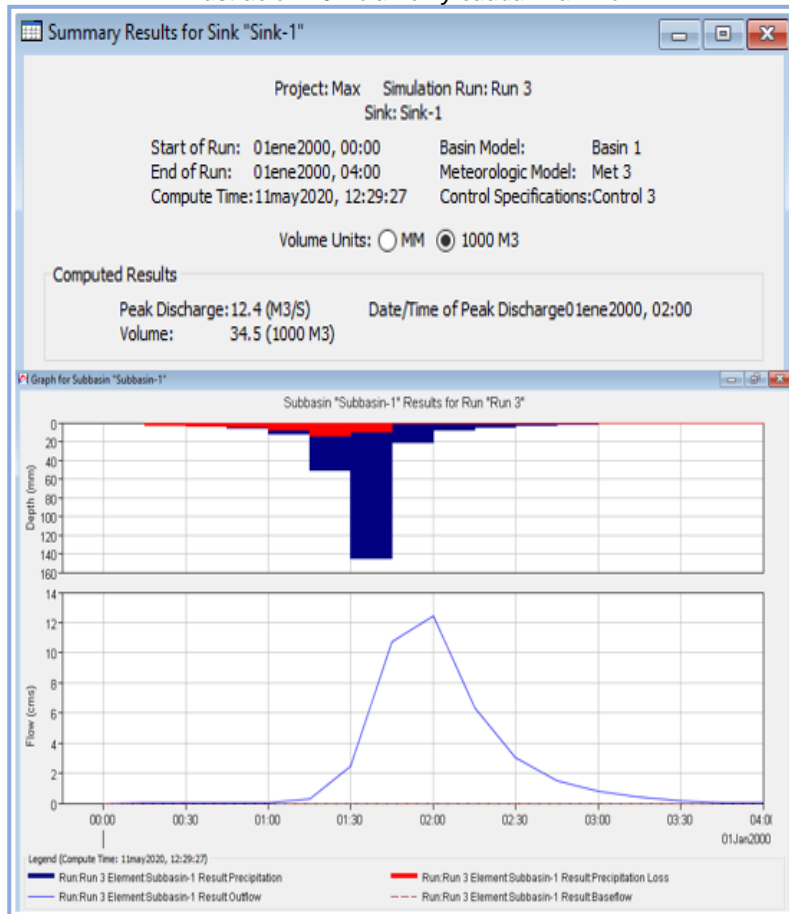 Summary Results for Sink "Sink-1"
Project: Max Simulation Run: Run 3
Sink: Sink-1
Start of Run: 01ene2000, 00:00 Basin Model: Basin 1
End of Run: 01ene2000, 04:00 Meteorologic Model: Met 3
Compute Time:11may2020, 12:29:27 Control Specifications:Control 3
Volume Units: MM 1000 M3
Computed Results
Peak Discharge:12.4 (M3/S) Date/Time of Peak Discharge01ene2000, 02:00
Volume: 34.5 (1000 M3)
Graph for Subbasin "Subbasin-1"
Subbasin "Subbasin-1" Results for Run "Run 3"
Depth (mm)
0
20
40
60
80
100
120
140
160
Flow (cms)
14
12
10
8
6
4
2
0
00:00 00:30 01:00 01:30 02:00 02:30 03:00 03:30 04:0
01Jan2000
Legend (Compute Time: 11may2020, 12:29:27)
Run:Run 3 Element:Subbasin-1 Result:Precipitation Run:Run 3 Element:Subbasin-1 Result:Precipitation Loss
Run:Run 3 Element:Subbasin-1 Result:Outflow Run:Run 3 Element:Subbasin-1 Result:Baseflow